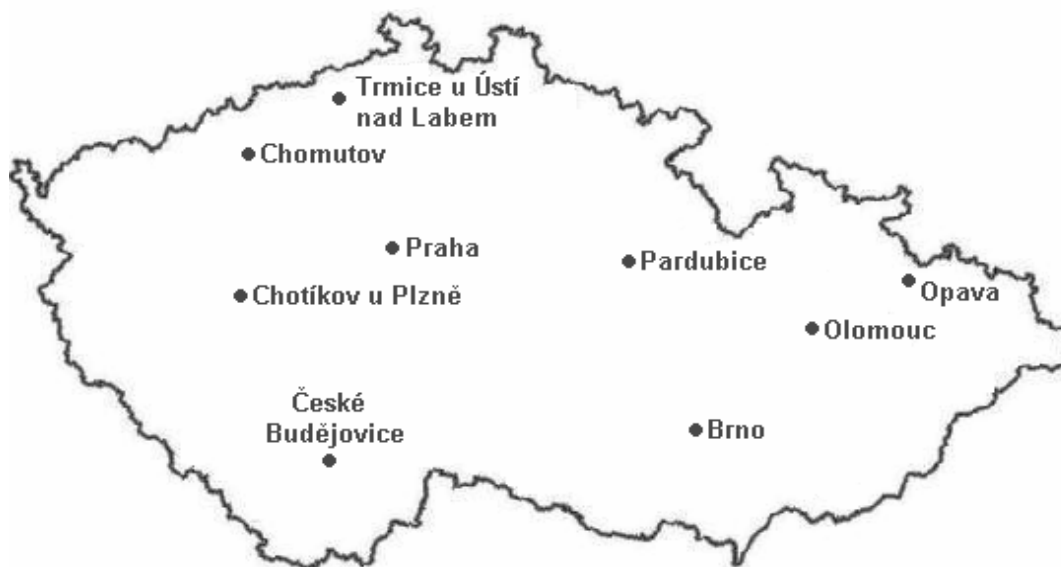 Trmice u Ústí
nad Labem
Chomutov
Praha
Pardubice
Chotíkov u Plzně
Opava
Olomouc
České
Budějovice
Brno